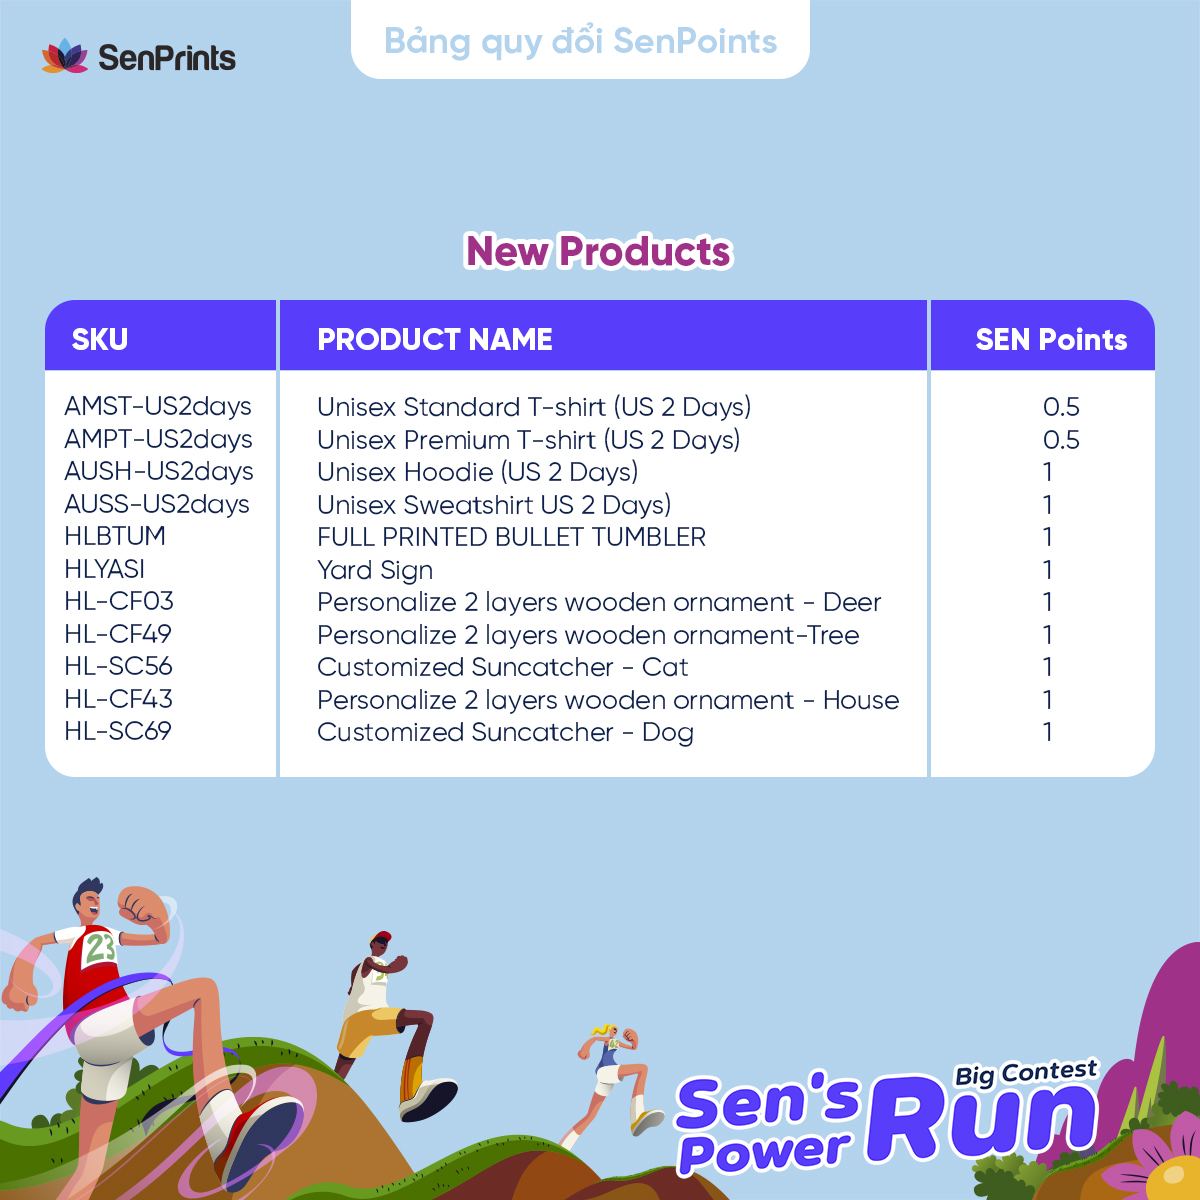 SenPrints
Bảng quy đổi SenPoints
New Products
SKU PRODUCT NAME SEN Points
AMST-US2days Unisex Standard T-shirt (US 2 Days) 0.5
AMPT-US2days Unisex Premium T-shirt (US 2 Days) 0.5
AUSH-US2days Unisex Hoodie (US 2 Days) 1
AUSS-US2days Unisex Sweatshirt US 2 Days) 1
HLBTUM FULL PRINTED BULLET TUMBLER 1
HLYASI Yard Sign 1
HL-CF03 Personalize 2 layers wooden ornament - Deer 1
HL-CF49 Personalize 2 layers wooden ornament-Tree 1
HL-SC56 Customized Suncatcher - Cat 1
HL-CF43 Personalize 2 layers wooden ornament - House 1
HL-SC69 Customized Suncatcher - Dog 1
23
Big Contest
Sen's
Power Run